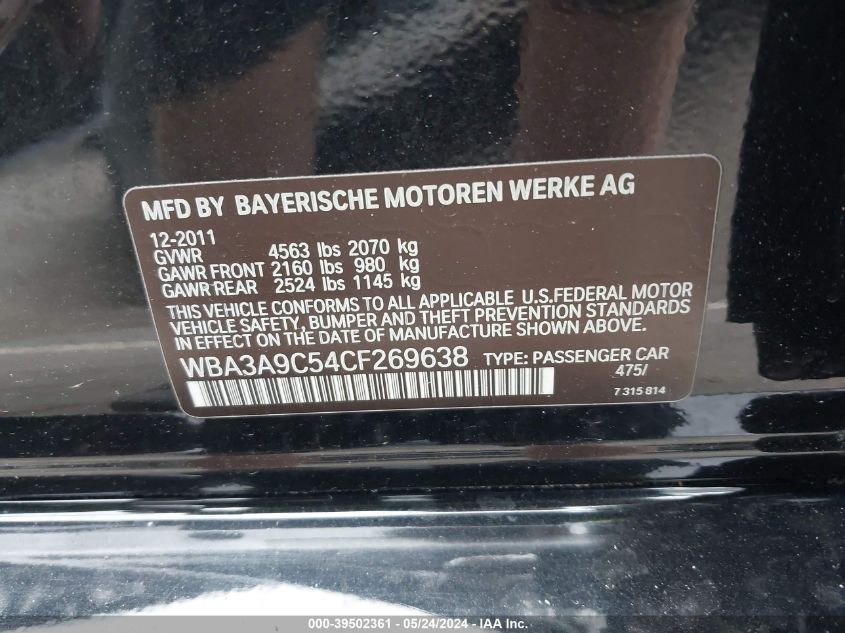 MFD BY BAYERISCHE MOTOREN WERKE AG
12-2011
GVWR 4563 lbs 2070 kg
GAWR FRONT 2160 lbs 980 kg
GAWR REAR 2524 lbs 1145 kg
THIS VEHICLE CONFORMS TO ALL APPLICABLE U.S.FEDERAL MOTOR
VEHICLE SAFETY, BUMPER AND THEFT PREVENTION STANDARDS
IN EFFECT ON THE DATE OF MANUFACTURE SHOWN ABOVE.
WBA3A9C54CF269638 TYPE: PASSENGER CAR
475/
7 315 814
000-39502361 - 05/24/2024 - IAA Inc.